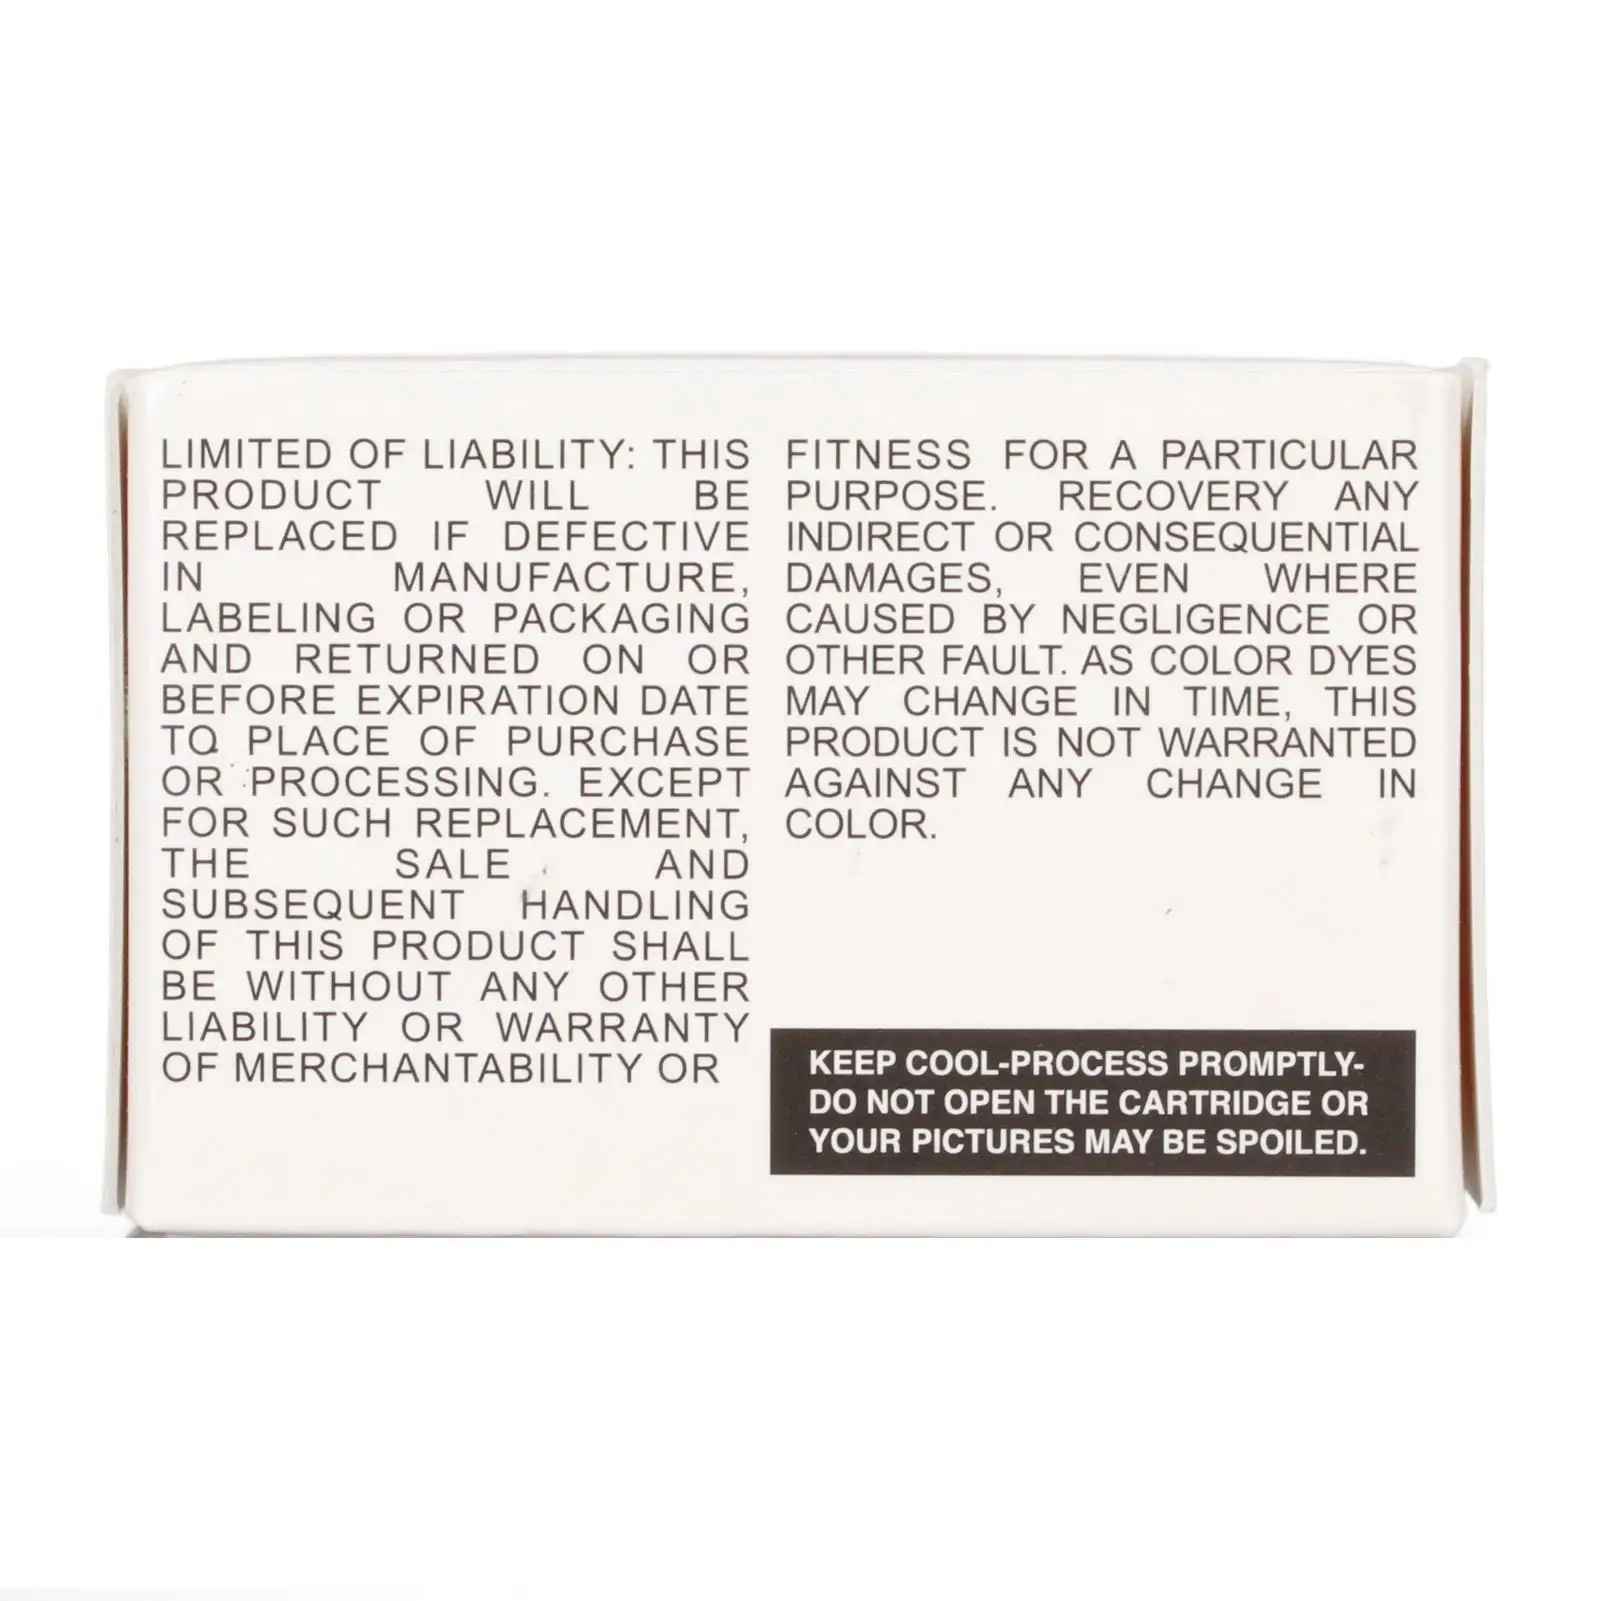 LIMITED OF LIABILITY: THIS
PRODUCT WILL BE
REPLACED IF DEFECTIVE
IN MANUFACTURE,
LABELING OR PACKAGING
AND RETURNED ON OR
BEFORE EXPIRATION DATE
TO PLACE OF PURCHASE
OR PROCESSING. EXCEPT
FOR SUCH REPLACEMENT,
THE SALE AND
SUBSEQUENT HANDLING
OF THIS PRODUCT SHALL
BE WITHOUT ANY OTHER
LIABILITY OR WARRANTY
OF MERCHANTABILITY OR
FITNESS FOR A PARTICULAR
PURPOSE. RECOVERY ANY
INDIRECT OR CONSEQUENTIAL
DAMAGES, EVEN WHERE
CAUSED BY NEGLIGENCE OR
OTHER FAULT. AS COLOR DYES
MAY CHANGE IN TIME, THIS
PRODUCT IS NOT WARRANTED
AGAINST ANY CHANGE IN
COLOR.
KEEP COOL-PROCESS PROMPTLY-
DO NOT OPEN THE CARTRIDGE OR
YOUR PICTURES MAY BE SPOILED.